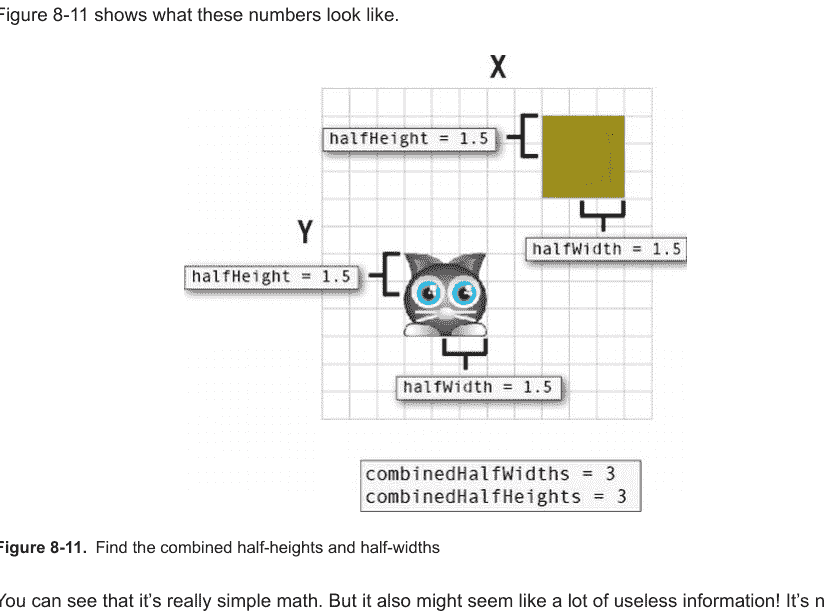 Figure 8-11 shows what these numbers look like.
X
halfHeight = 1.5
Y
halfWidth = 1.5
halfHeight = 1.5
halfWidth = 1.5
combinedHalfWidths = 3
combinedHalfHeights = 3
Figure 8-11. Find the combined half-heights and half-widths
You can see that it's really simple math. But it also might seem like a lot of useless information! It's